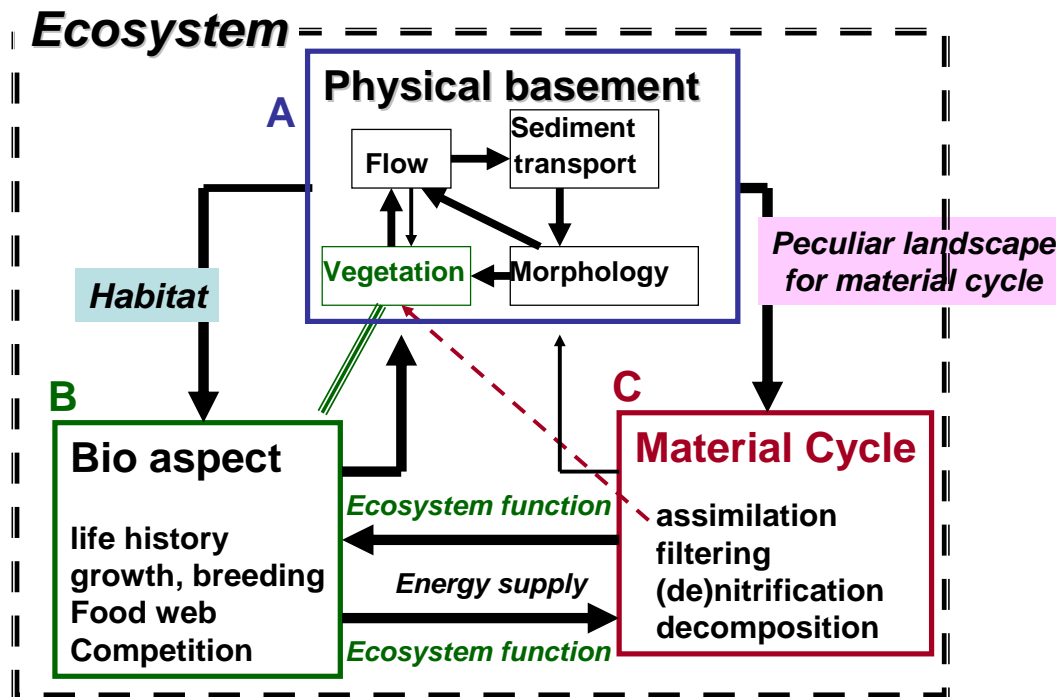 Ecosystem
Physical basement
A
Sediment
transport
Flow
Vegetation
Morphology
Habitat
Peculiar landscape
for material cycle
B
Bio aspect
life history
growth, breeding
Food web
Competition
Ecosystem function
Energy supply
Ecosystem function
C
Material Cycle
assimilation
filtering
(de)nitrification
decomposition